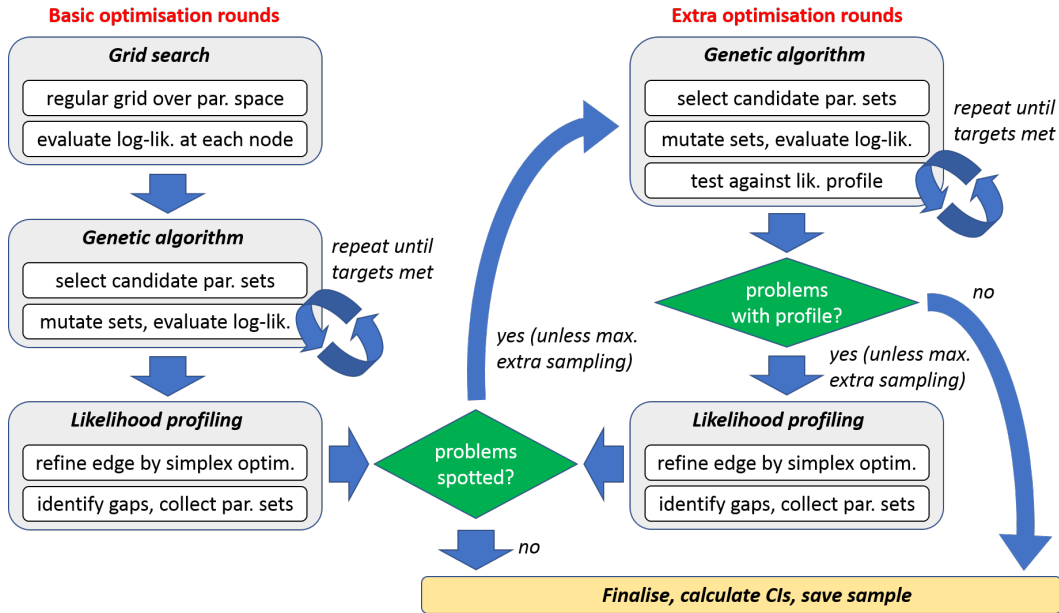 Basic optimisation rounds
Grid search
regular grid over par. space
evaluate log-lik. at each node
Genetic algorithm
select candidate par. sets
mutate sets, evaluate log-lik.
repeat until
targets met
Likelihood profiling
refine edge by simplex optim.
identify gaps, collect par. sets
problems
spotted?
yes (unless max.
extra sampling)
no
Extra optimisation rounds
Genetic algorithm
select candidate par. sets
mutate sets, evaluate log-lik.
test against lik. profile
repeat until
targets met
problems
with profile?
no
yes (unless max.
extra sampling)
Likelihood profiling
refine edge by simplex optim.
identify gaps, collect par. sets
Finalise, calculate CIs, save sample